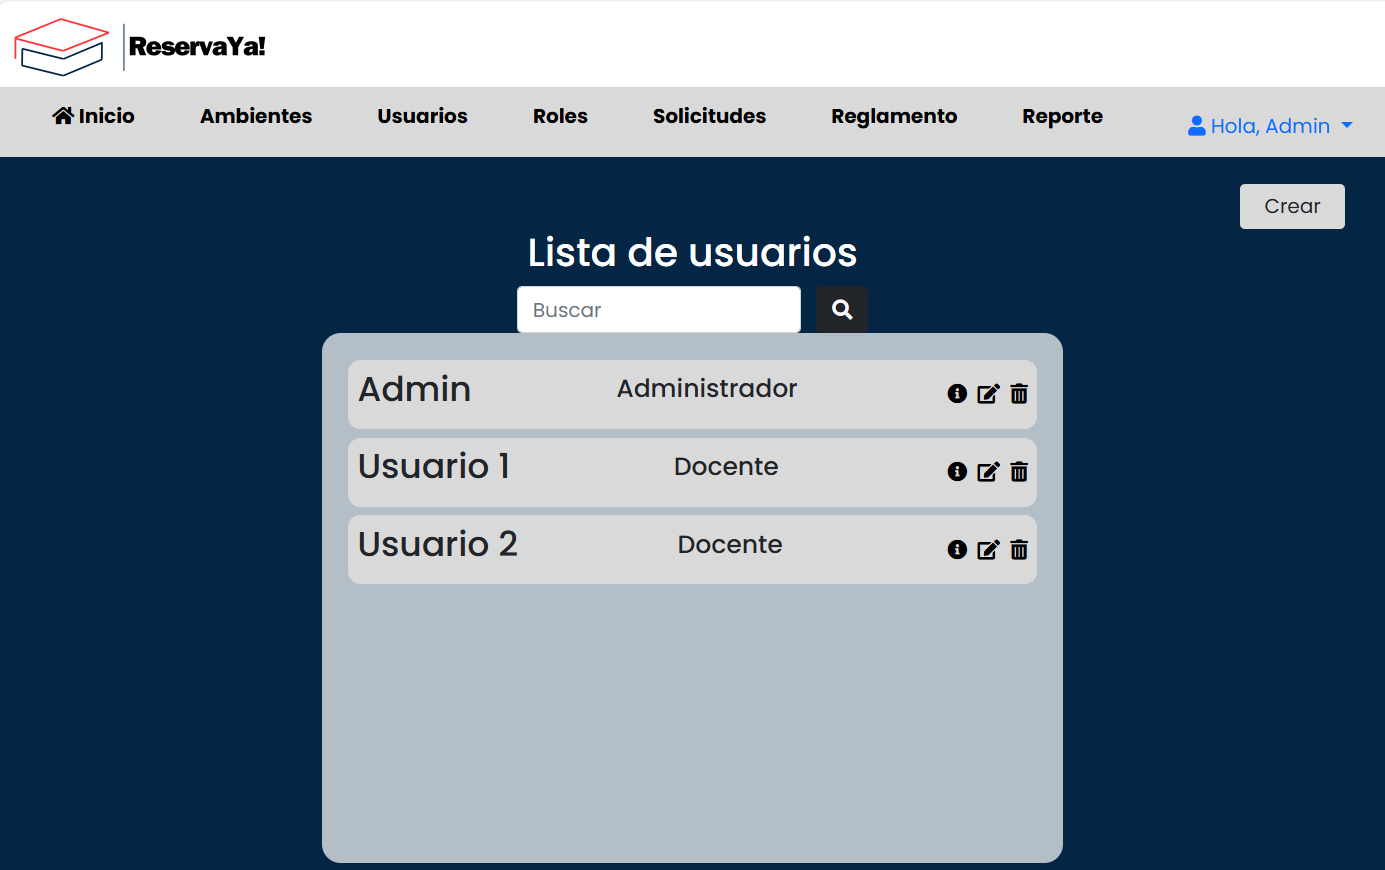 ReservaYa!
Inicio Ambientes Usuarios Roles Solicitudes Reglamento Reporte Hola, Admin
Crear
Lista de usuarios
Buscar
Admin Administrador
Usuario 1 Docente
Usuario 2 Docente